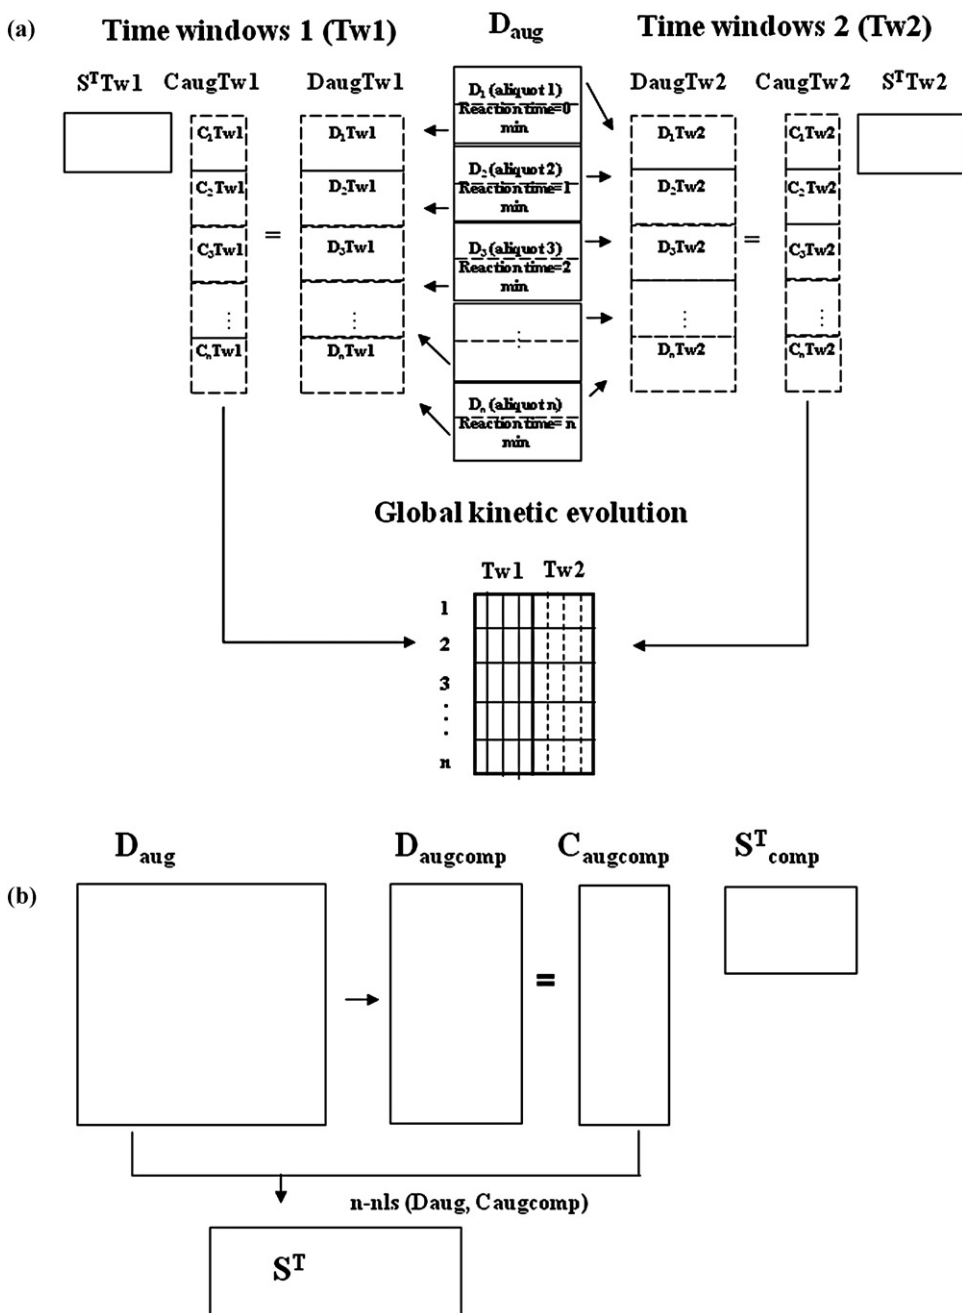 (a)
Time windows 1 (Tw1)
Daug
Time windows 2 (Tw2)
SᵀTw1 CaugTw1 DaugTw1
DaugTw2 CaugTw2 SᵀTw2
D₁ (aliquot 1)
Reaction time=0
min
D₂ (aliquot 2)
Reaction time=1
min
D₃ (aliquot 3)
Reaction time=2
min
⋮
Dₙ (aliquot n)
Reaction time= n
min
C₁Tw1
C₂Tw1
C₃Tw1
⋮
CₙTw1
=
D₁Tw1
D₂Tw1
D₃Tw1
⋮
DₙTw1
D₁Tw2
D₂Tw2
D₃Tw2
⋮
DₙTw2
=
C₁Tw2
C₂Tw2
C₃Tw2
⋮
CₙTw2
Global kinetic evolution
Tw1 Tw2
1
2
3
⋮
n
(b)
Daug Daugcomp Caugcomp Sᵀcomp
=
n-nls (Daug, Caugcomp)
Sᵀ